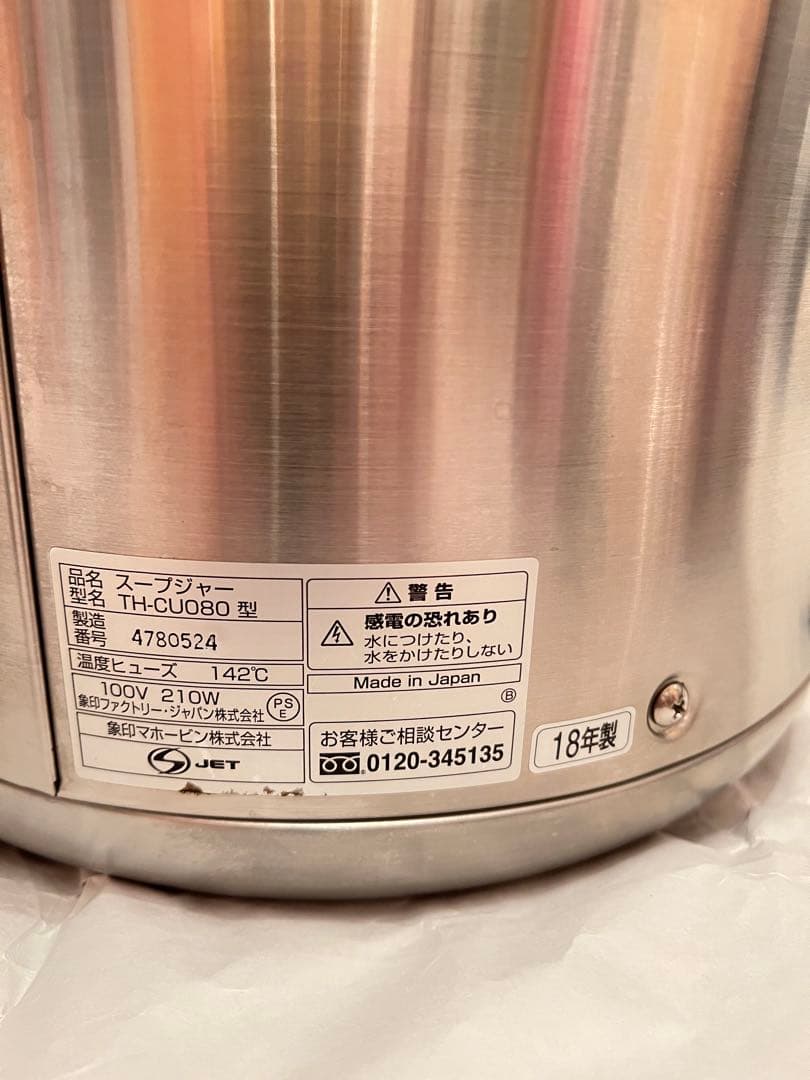 品名 スープジャー
型名 TH-CU080 型
製造
番号 4780524
温度ヒューズ 142℃
100V 210W
象印ファクトリー・ジャパン株式会社
PS
E
象印マホービン株式会社
S JET
⚠ 警告
感電の恐れあり
水につけたり、
水をかけたりしない
Made in Japan
Ⓑ
お客様ご相談センター
0120-345135
18年製